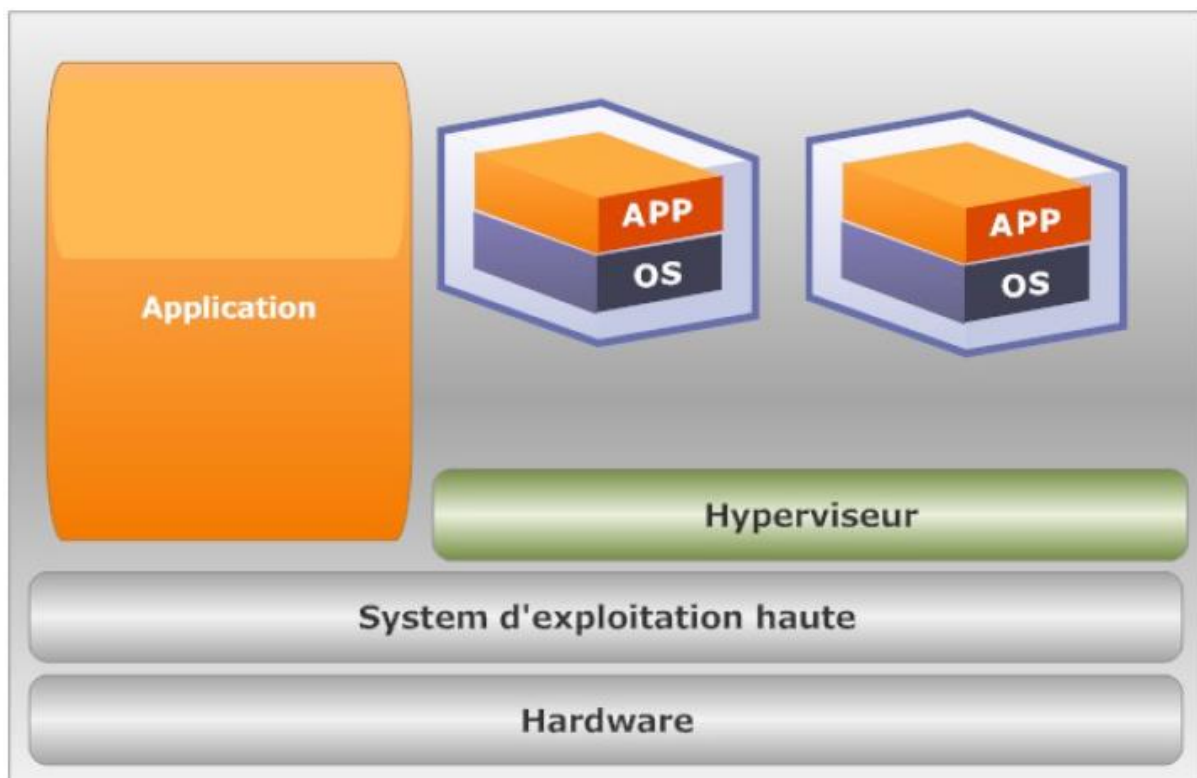 APP
OS
APP
OS
Application
Hyperviseur
System d'exploitation haute
Hardware